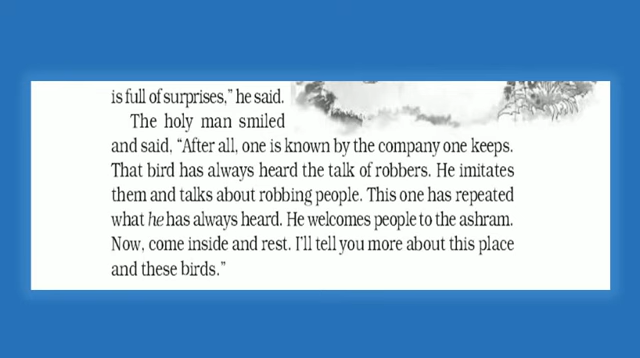 is full of surprises,” he said.
The holy man smiled
and said, “After all, one is known by the company one keeps.
That bird has always heard the talk of robbers. He imitates
them and talks about robbing people. This one has repeated
what he has always heard. He welcomes people to the ashram.
Now, come inside and rest. I’ll tell you more about this place
and these birds.”